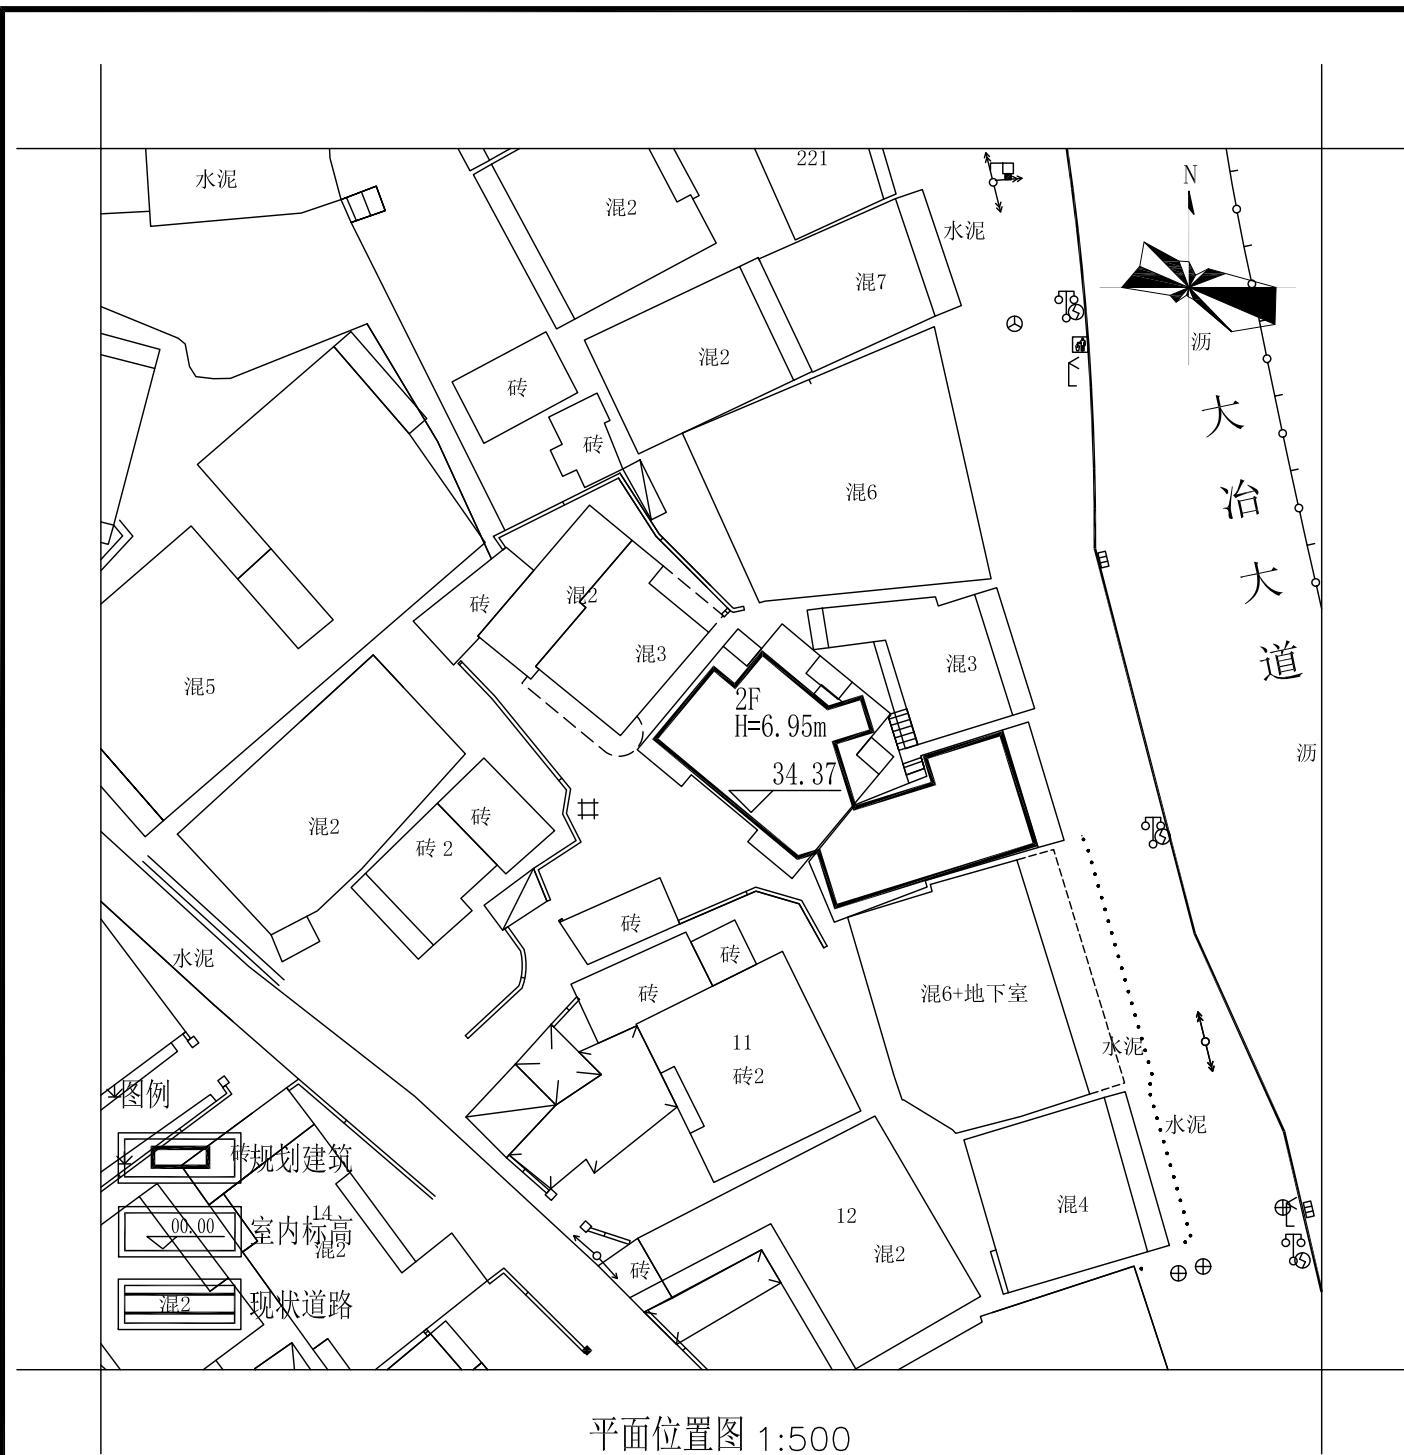 221
水泥
混2
N
水泥
混7
沥
混2
砖
大
冶
大
道
砖
混6
混2
砖
混3
混3
混5
2F
H=6.95m
沥
34.37
砖
混2
砖 2
砖
砖
水泥
砖
混6+地下室
11
水泥
砖2
图例
水泥
砖
规划建筑
混4
14
12
00.00
室内标高
混2
混2
砖
混2
现状道路
平面位置图 1:500